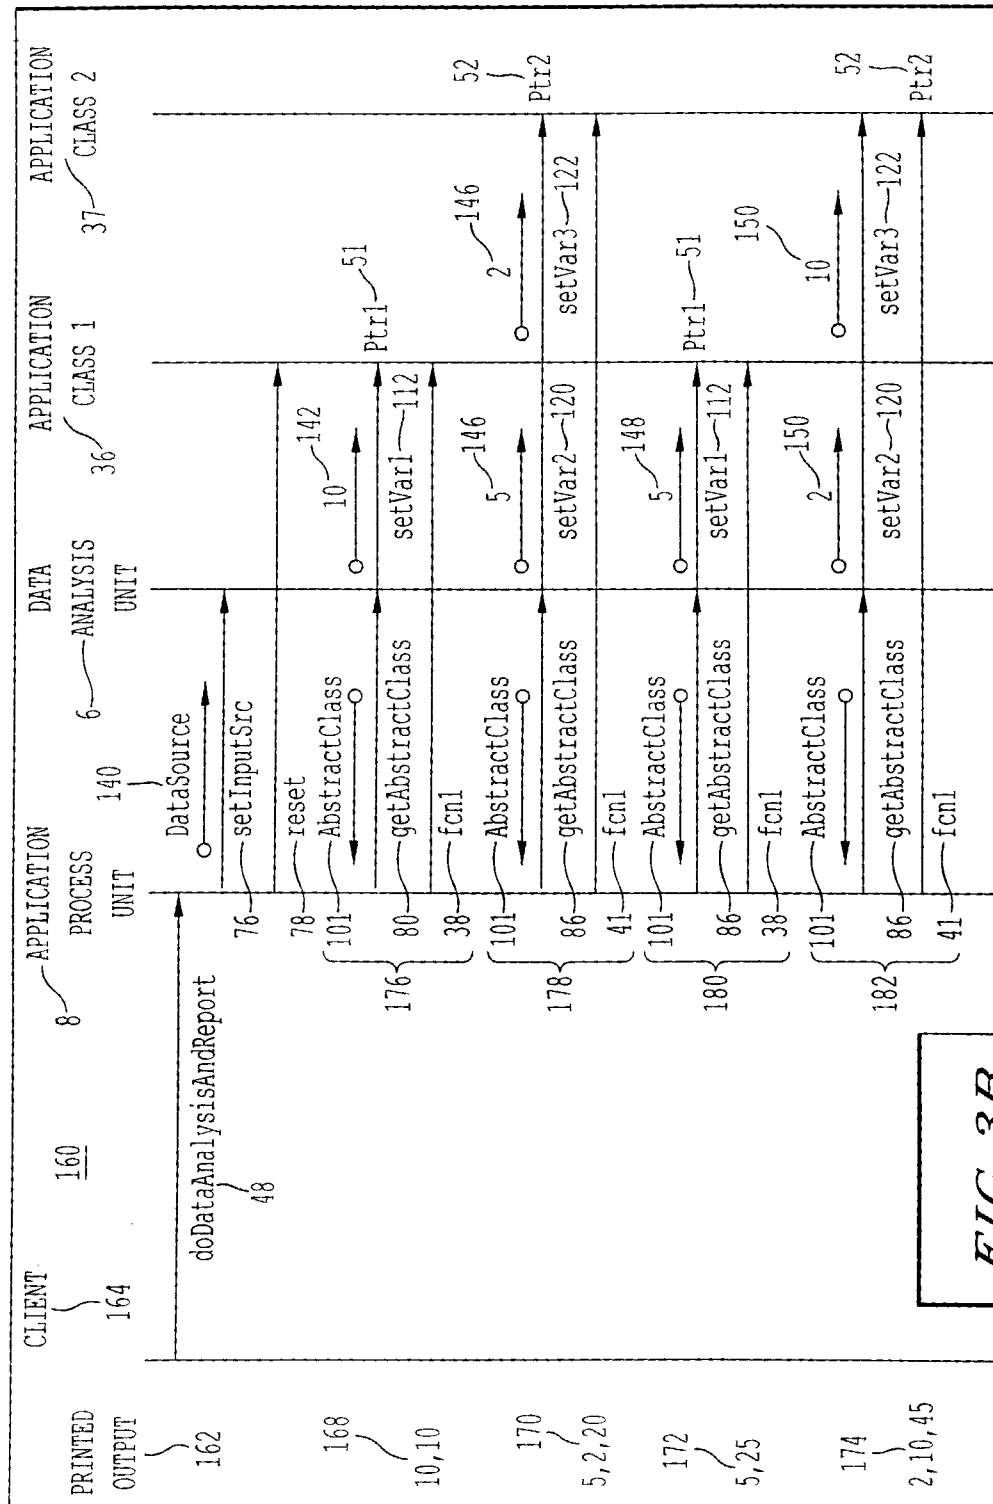 PRINTED
OUTPUT
162
CLIENT
164
160
8
APPLICATION
PROCESS
UNIT
DATA
6 ANALYSIS
UNIT
APPLICATION
36 CLASS 1
APPLICATION
37 CLASS 2
doDataAnalysisAndReport
48
140
DataSource
setInputSrc
76
reset
78
168
10,10
176
101
AbstractClass
10
142
getAbstractClass
80
setVar1
112
Ptr1
51
fcn1
38
170
5,2,20
178
101
AbstractClass
5
146
2
146
getAbstractClass
86
setVar2
120
setVar3
122
Ptr2
52
fcn1
41
172
5,25
180
101
AbstractClass
5
148
getAbstractClass
86
setVar1
112
Ptr1
51
fcn1
38
174
2,10,45
182
101
AbstractClass
2
150
10
150
getAbstractClass
86
setVar2
120
setVar3
122
Ptr2
52
fcn1
41
FIG. 3B